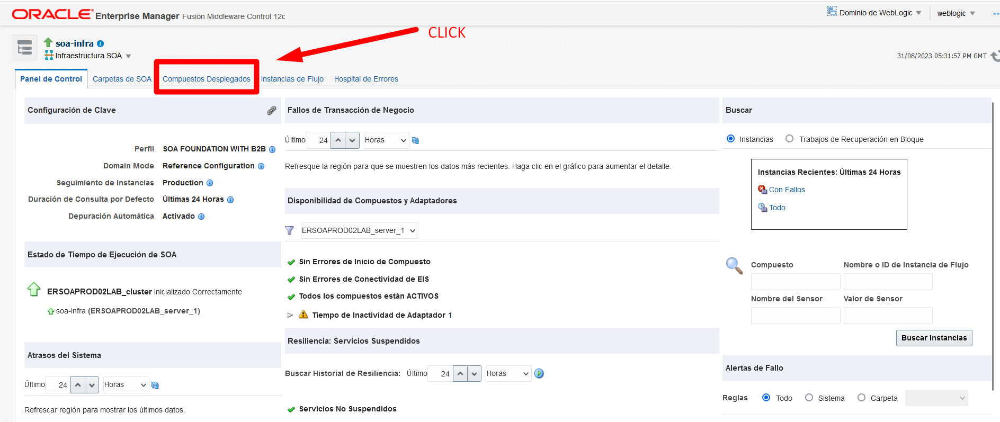 ORACLE Enterprise Manager Fusion Middleware Control 12c
Dominio de WebLogic
weblogic
CLICK
soa-infra
Infraestructura SOA
31/08/2023 05:31:57 PM GMT
Panel de Control
Carpetas de SOA
Compuestos Desplegados
Instancias de Flujo
Hospital de Errores
Configuración de Clave
Perfil SOA FOUNDATION WITH B2B
Domain Mode Reference Configuration
Seguimiento de Instancias Production
Duración de Consulta por Defecto Últimas 24 Horas
Depuración Automática Activado
Estado de Tiempo de Ejecución de SOA
ERSOAPROD02LAB_cluster Inicializado Correctamente
soa-infra (ERSOAPROD02LAB_server_1)
Atrasos del Sistema
Último 24 Horas
Refrescar región para mostrar los últimos datos.
Fallos de Transacción de Negocio
Último 24 Horas
Refresque la región para que se muestren los datos más recientes. Haga clic en el gráfico para aumentar el detalle.
Disponibilidad de Compuestos y Adaptadores
ERSOAPROD02LAB_server_1
Sin Errores de Inicio de Compuesto
Sin Errores de Conectividad de EIS
Todos los compuestos están ACTIVOS
Tiempo de Inactividad de Adaptador 1
Resiliencia: Servicios Suspendidos
Buscar Historial de Resiliencia: Último 24 Horas
Servicios No Suspendidos
Buscar
Instancias
Trabajos de Recuperación en Bloque
Instancias Recientes: Últimas 24 Horas
Con Fallos
Todo
Compuesto
Nombre o ID de Instancia de Flujo
Nombre del Sensor
Valor de Sensor
Buscar Instancias
Alertas de Fallo
Reglas Todo Sistema Carpeta